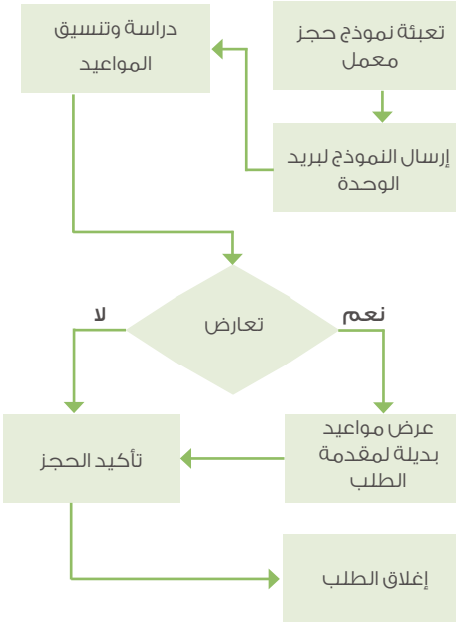 تعبئة نموذج حجز
معمل
إرسال النموذج لبريد
الوحدة
دراسة وتنسيق
المواعيد
تعارض
نعم
لا
عرض مواعيد
بديلة لمقدمة
الطلب
تأكيد الحجز
إغلاق الطلب